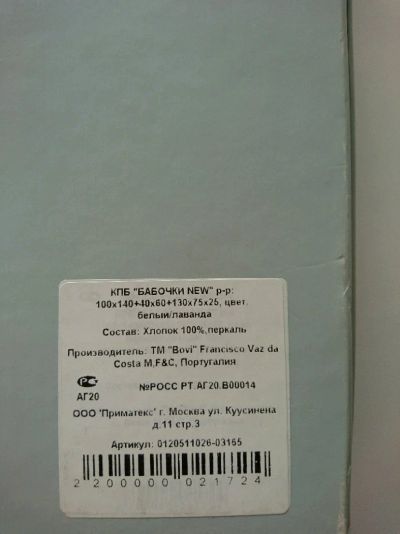 КПБ "БАБОЧКИ NEW" р-р:
100х140+40х60+130х75х25, цвет.
белый/лаванда
Состав: Хлопок 100%,перкаль
Производитель: ТМ "Bovi" Francisco Vaz da
Costa M,F&C, Португалия
РСТ
АГ20
№РОСС РТ.АГ20.В00014
ООО "Приматекс" г. Москва ул. Куусинена
д.11 стр.3
Артикул: 0120511026-03165
2 200000 021724